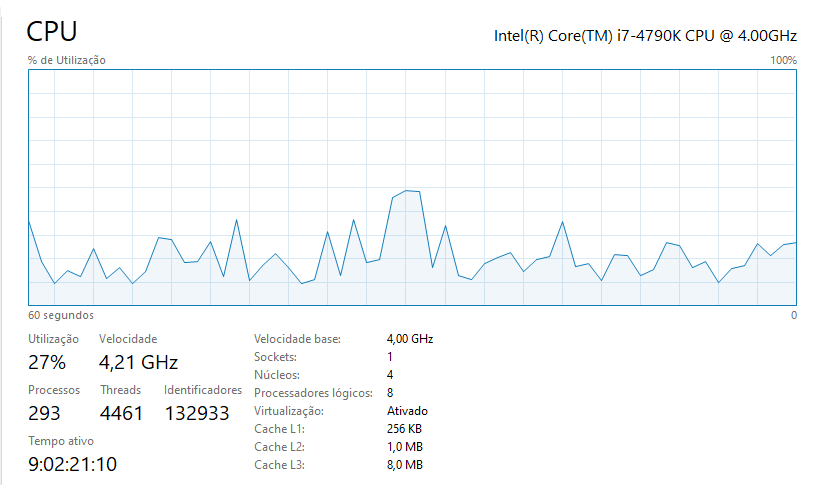 CPU
Intel(R) Core(TM) i7-4790K CPU @ 4.00GHz
% de Utilização 100%
60 segundos 0
Utilização Velocidade
27% 4,21 GHz
Processos Threads Identificadores
293 4461 132933
Tempo ativo
9:02:21:10
Velocidade base: 4,00 GHz
Sockets: 1
Núcleos: 4
Processadores lógicos: 8
Virtualização: Ativado
Cache L1: 256 KB
Cache L2: 1,0 MB
Cache L3: 8,0 MB